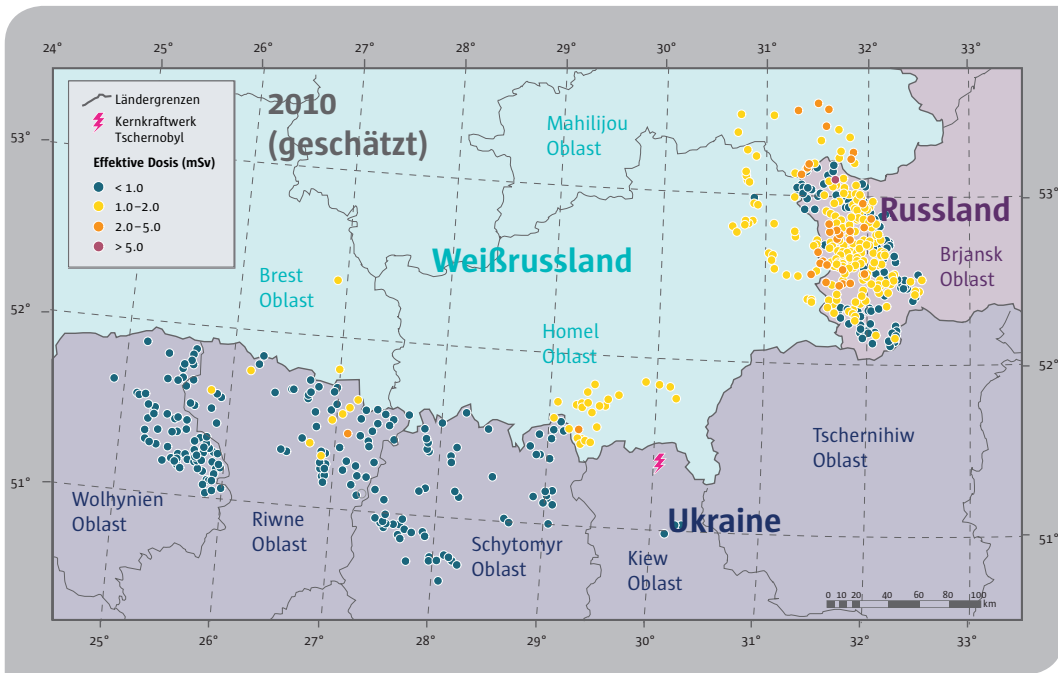 24° 25° 26° 27° 28° 29° 30° 31° 32° 33°
Ländergrenzen
Kernkraftwerk
Tschernobyl
Effektive Dosis (mSv)
< 1.0
1.0–2.0
2.0–5.0
> 5.0
2010
(geschätzt)
53°
53°
Mahilijou
Oblast
Russland
Brjansk
Oblast
Weißrussland
Brest
Oblast
52°
52°
Homel
Oblast
Tschernihiw
Oblast
51°
51°
Wolhynien
Oblast
Riwne
Oblast
Schytomyr
Oblast
Ukraine
Kiew
Oblast
0 10 20 40 60 80 100
km
25° 26° 27° 28° 29° 30° 31° 32° 33°